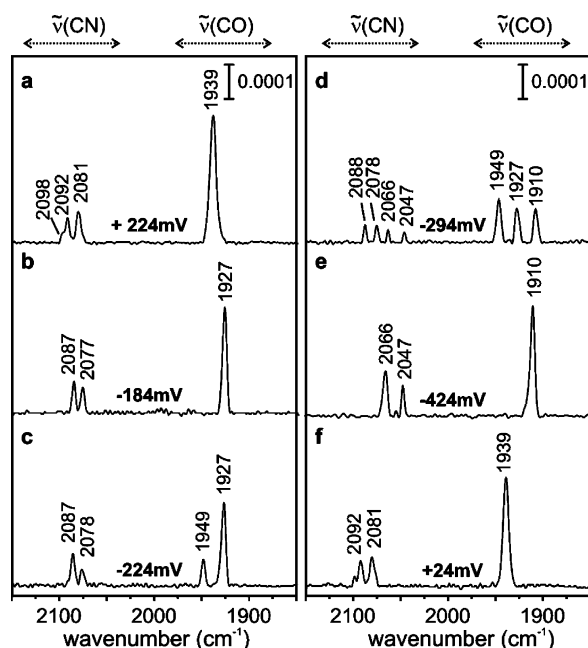 ṽ(CN) ṽ(CO) ṽ(CN) ṽ(CO)
a
2098
2092
2081
1939
0.0001
+ 224mV
b
2087
2077
1927
-184mV
c
2087
2078
1949
1927
-224mV
2100 2000 1900
wavenumber (cm⁻¹)
d
0.0001
2088
2078
2066
2047
1949
1927
1910
-294mV
e
2066
2047
1910
-424mV
f
2092
2081
1939
+24mV
2100 2000 1900
wavenumber (cm⁻¹)